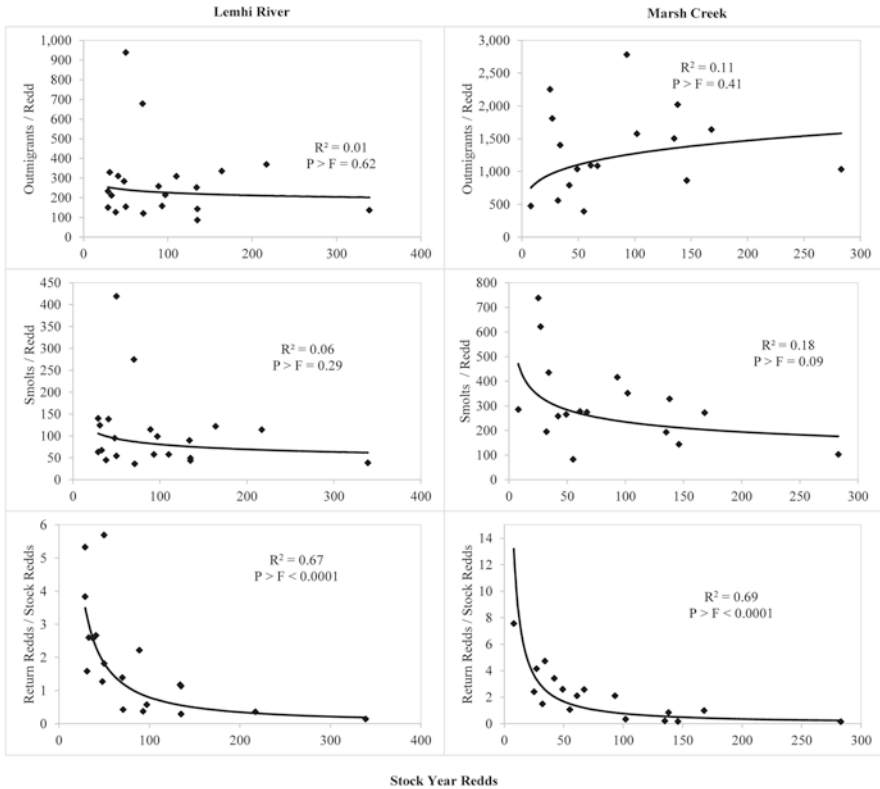 Lemhi River
Marsh Creek
Outmigrants / Redd
1,000
900
800
700
600
500
400
300
200
100
0
R² = 0.01
P > F = 0.62
0 100 200 300 400
Outmigrants / Redd
3,000
2,500
2,000
1,500
1,000
500
0
R² = 0.11
P > F = 0.41
0 50 100 150 200 250 300
Smolts / Redd
450
400
350
300
250
200
150
100
50
0
R² = 0.06
P > F = 0.29
0 100 200 300 400
Smolts / Redd
800
700
600
500
400
300
200
100
0
R² = 0.18
P > F = 0.09
0 50 100 150 200 250 300
Return Redds / Stock Redds
6
5
4
3
2
1
0
R² = 0.67
P > F < 0.0001
0 100 200 300 400
Return Redds / Stock Redds
14
12
10
8
6
4
2
0
R² = 0.69
P > F < 0.0001
0 50 100 150 200 250 300
Stock Year Redds